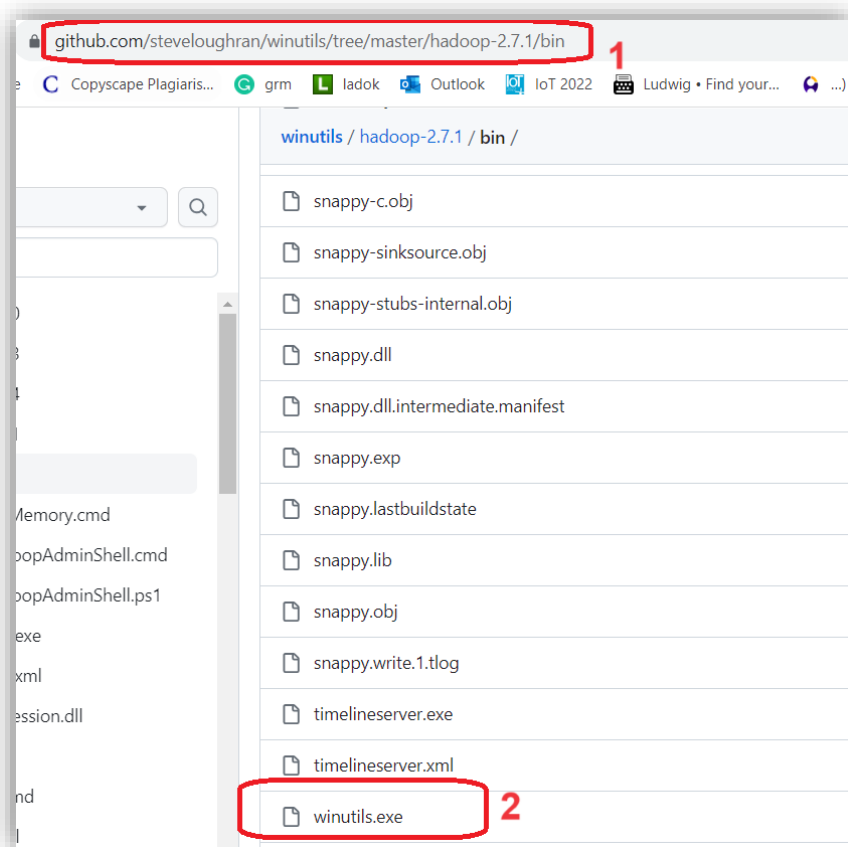 github.com/steveloughran/winutils/tree/master/hadoop-2.7.1/bin
1
e Copyscape Plagiaris... grm ladok Outlook IoT 2022 Ludwig • Find your... ...)
winutils / hadoop-2.7.1 / bin /
snappy-c.obj
snappy-sinksource.obj
snappy-stubs-internal.obj
snappy.dll
snappy.dll.intermediate.manifest
snappy.exp
snappy.lastbuildstate
snappy.lib
snappy.obj
snappy.write.1.tlog
timelineserver.exe
timelineserver.xml
winutils.exe
2
Memory.cmd
oopAdminShell.cmd
oopAdminShell.ps1
exe
xml
ession.dll
md